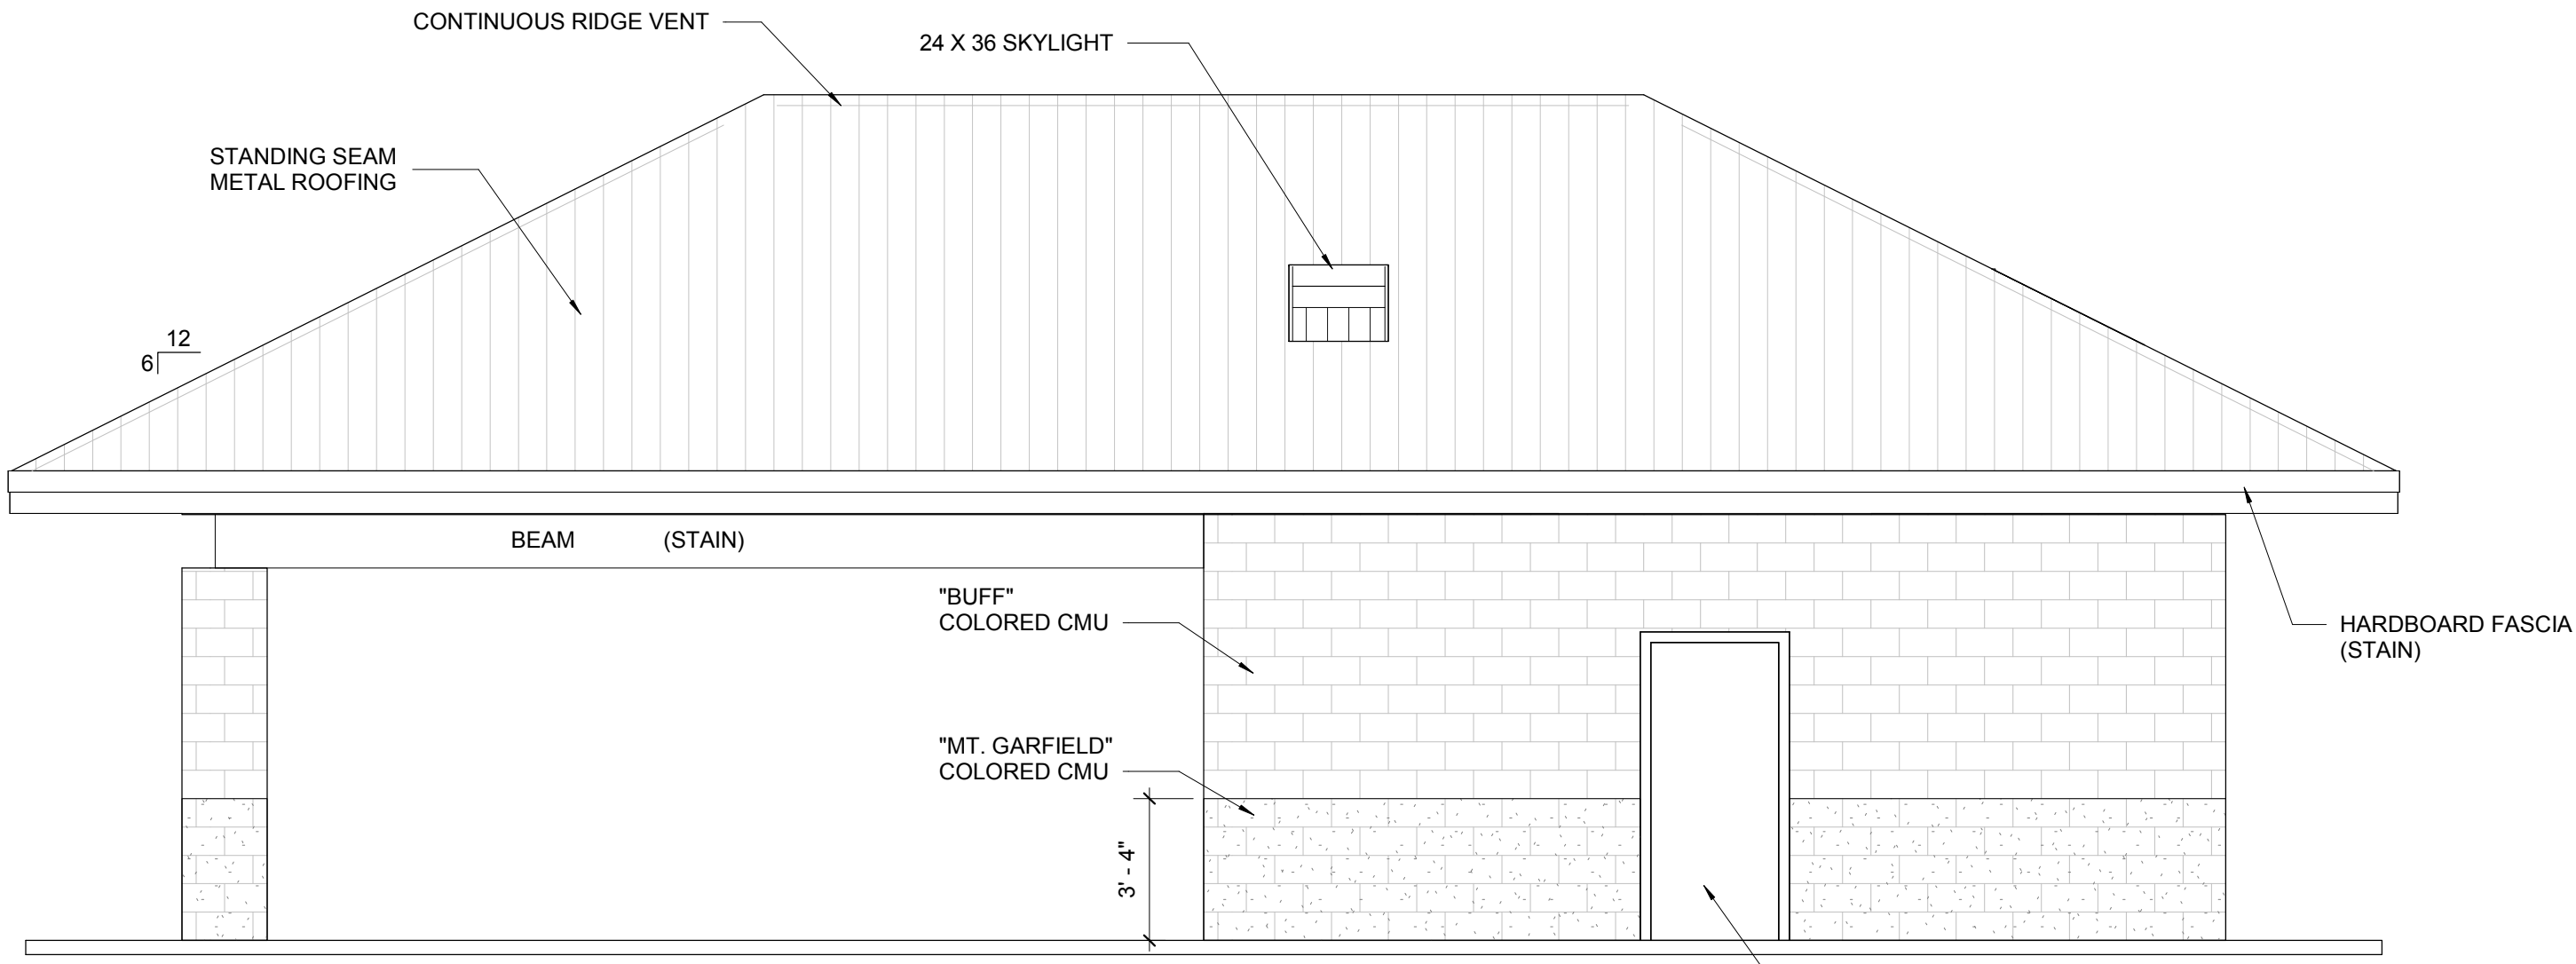 CONTINUOUS RIDGE VENT
24 X 36 SKYLIGHT
STANDING SEAM
METAL ROOFING
12
6
BEAM (STAIN)
"BUFF"
COLORED CMU
HARDBOARD FASCIA
(STAIN)
"MT. GARFIELD"
COLORED CMU
3' - 4"